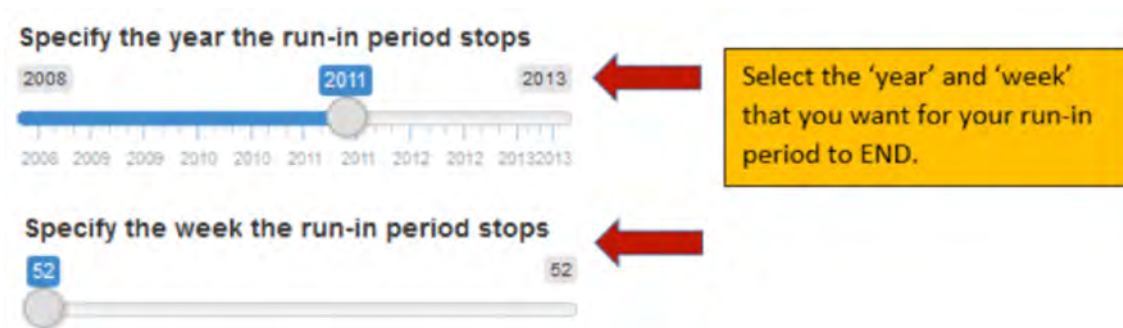 Specify the year the run-in period stops
2008 2011 2013
2008 2009 2009 2010 2010 2011 2011 2012 2012 2013 2013
Specify the week the run-in period stops
52 52
Select the 'year' and 'week'
that you want for your run-in
period to END.